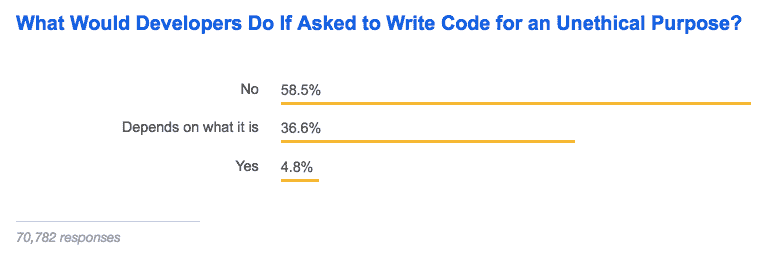 What Would Developers Do If Asked to Write Code for an Unethical Purpose?
No 58.5%
Depends on what it is 36.6%
Yes 4.8%
70,782 responses